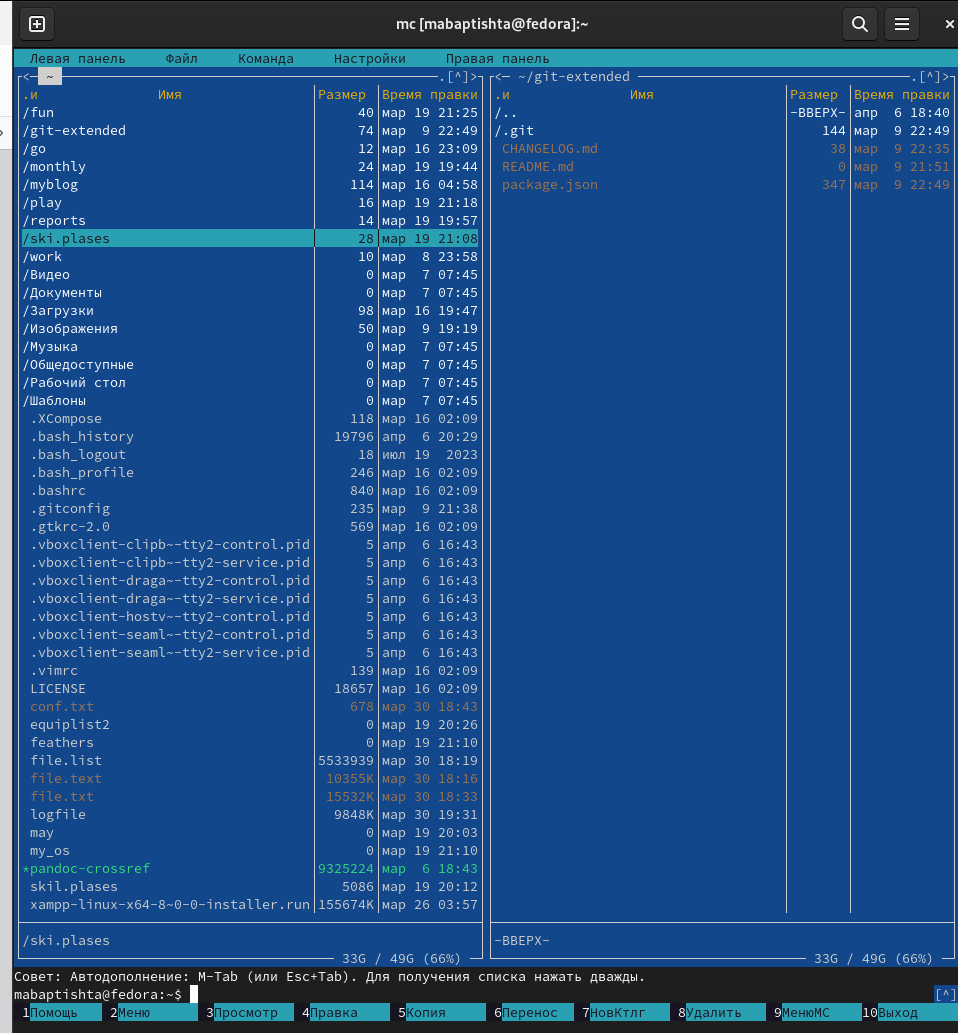 mc [mabaptishta@fedora]:~
Левая панель Файл Команда Настройки Правая панель
<─ ~ .[^]> <─ ~/git-extended .[^]>
.и Имя Размер Время правки .и Имя Размер Время правки
/fun 40 мар 19 21:25 /.. -ВВЕРХ- апр 6 18:40
/git-extended 74 мар 9 22:49 /.git 144 мар 9 22:49
/go 12 мар 16 23:09 CHANGELOG.md 38 мар 9 22:35
/monthly 24 мар 19 19:44 README.md 0 мар 9 21:51
/myblog 114 мар 16 04:58 package.json 347 мар 9 22:49
/play 16 мар 19 21:18
/reports 14 мар 19 19:57
/ski.plases 28 мар 19 21:08
/work 10 мар 8 23:58
/Видео 0 мар 7 07:45
/Документы 0 мар 7 07:45
/Загрузки 98 мар 16 19:47
/Изображения 50 мар 9 19:19
/Музыка 0 мар 7 07:45
/Общедоступные 0 мар 7 07:45
/Рабочий стол 0 мар 7 07:45
/Шаблоны 0 мар 7 07:45
.XCompose 118 мар 16 02:09
.bash_history 19796 апр 6 20:29
.bash_logout 18 июл 19 2023
.bash_profile 246 мар 16 02:09
.bashrc 840 мар 16 02:09
.gitconfig 235 мар 9 21:38
.gtkrc-2.0 569 мар 16 02:09
.vboxclient-clipb~-tty2-control.pid 5 апр 6 16:43
.vboxclient-clipb~-tty2-service.pid 5 апр 6 16:43
.vboxclient-draga~-tty2-control.pid 5 апр 6 16:43
.vboxclient-draga~-tty2-service.pid 5 апр 6 16:43
.vboxclient-hostv~-tty2-control.pid 5 апр 6 16:43
.vboxclient-seaml~-tty2-control.pid 5 апр 6 16:43
.vboxclient-seaml~-tty2-service.pid 5 апр 6 16:43
.vimrc 139 мар 16 02:09
LICENSE 18657 мар 16 02:09
conf.txt 678 мар 30 18:43
equiplist2 0 мар 19 20:26
feathers 0 мар 19 21:10
file.list 5533939 мар 30 18:19
file.text 10355K мар 30 18:16
file.txt 15532K мар 30 18:33
logfile 9848K мар 30 19:31
may 0 мар 19 20:03
my_os 0 мар 19 21:10
*pandoc-crossref 9325224 мар 6 18:43
skil.plases 5086 мар 19 20:12
xampp-linux-x64-8~0-0-installer.run 155674K мар 26 03:57
/ski.plases -ВВЕРХ-
33G / 49G (66%) 33G / 49G (66%)
Совет: Автодополнение: M-Tab (или Esc+Tab). Для получения списка нажать дважды.
mabaptishta@fedora:~$ [^]
1Помощь 2Меню 3Просмотр 4Правка 5Копия 6Перенос 7НовКтлг 8Удалить 9МенюМС 10Выход